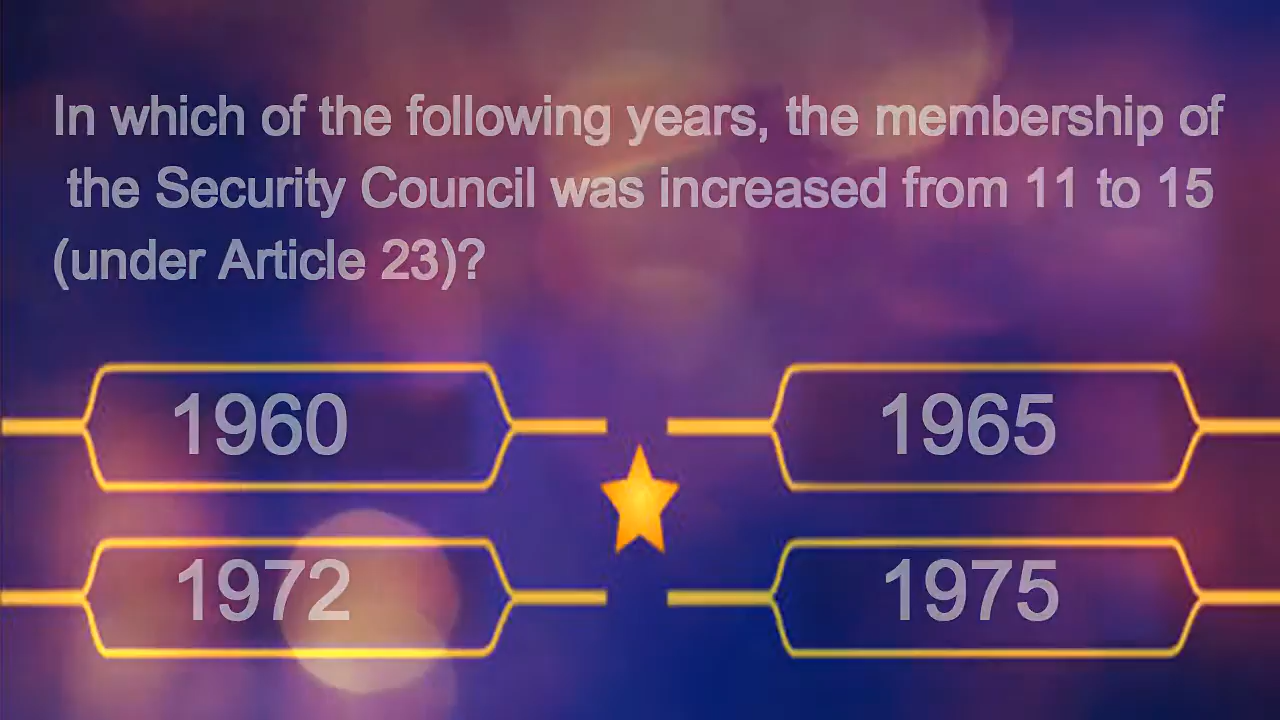 In which of the following years, the membership of
the Security Council was increased from 11 to 15
(under Article 23)?
1960
1965
1972
1975